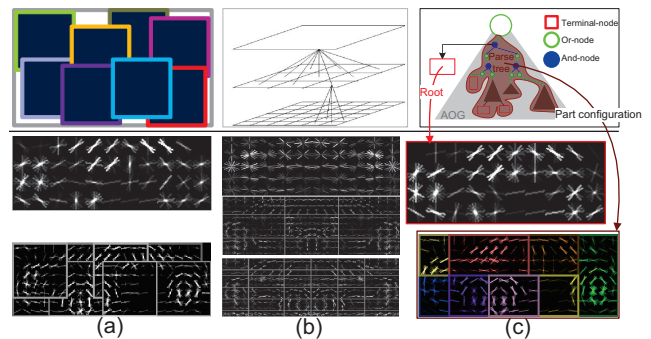 Terminal-node
Or-node
And-node
Parse
tree
Root
AOG
Part configuration
(a)
(b)
(c)